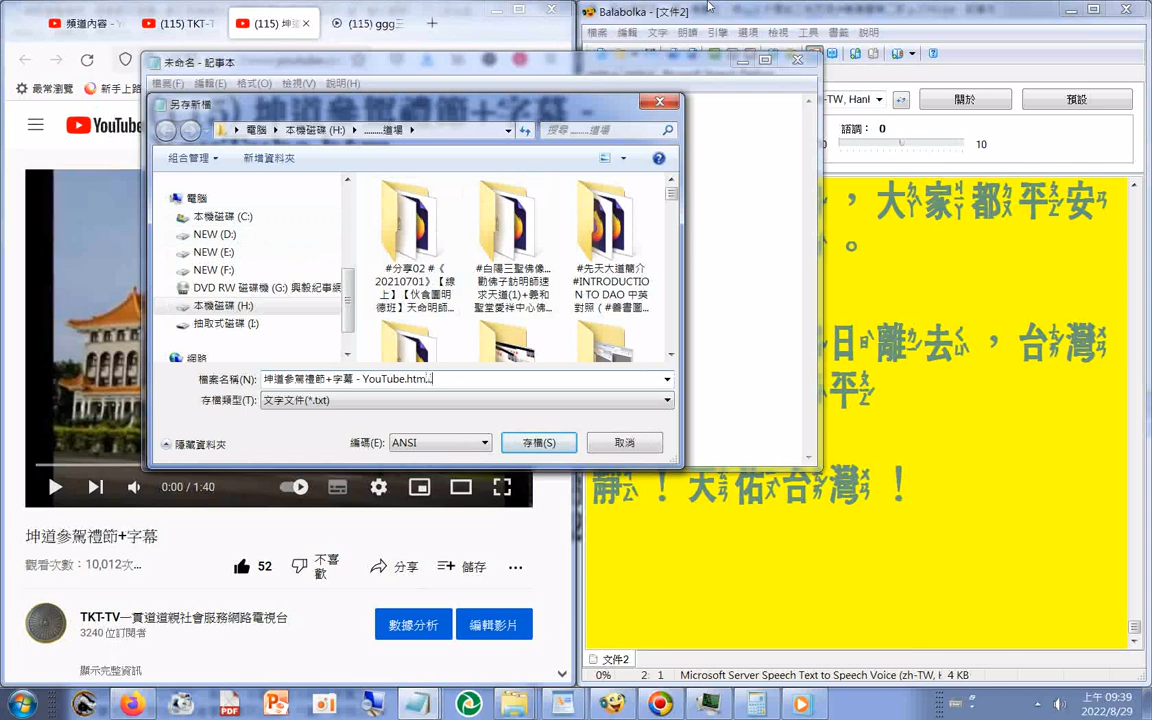 頻道內容 - Y
(115) TKT-T
(115) 坤
(115) ggg三
最常瀏覽
新手上路
YouTube
0:00 / 1:40
坤道參駕禮節+字幕
觀看次數：10,012次...
52
不喜歡
分享
儲存
TKT-TV一貫道道親社會服務網路電視台
3240 位訂閱者
數據分析
編輯影片
顯示完整資訊
未命名 - 記事本
檔案(F) 編輯(E) 格式(O) 檢視(V) 說明(H)
另存新檔
電腦 本機磁碟 (H:) ........道場
搜尋 ........道場
組合管理
新增資料夾
電腦
本機磁碟 (C:)
NEW (D:)
NEW (E:)
NEW (F:)
DVD RW 磁碟機 (G:) 興毅紀事網
本機磁碟 (H:)
抽取式磁碟 (I:)
網路
#分享02 #《
20210701》【線
上】【伙食團明
德班】天命明師...
#白陽三聖佛像...
勸佛子訪明師速
求天道(1)+義和
聖堂愛祥中心佛...
#先天大道簡介
#INTRODUCTIO
N TO DAO 中英
對照（#善書圖...
檔案名稱(N):
坤道參駕禮節+字幕 - YouTube.htm...
存檔類型(T):
文字文件(*.txt)
隱藏資料夾
編碼(E):
ANSI
存檔(S)
取消
Balabolka - [文件2]
檔案 編輯 文字 朗讀 引擎 選項 檢視 工具 書籤 說明
-TW, Hanl
關於
預設
語調： 0
10
，大家都平安
。
日離去，台灣
平
靜！天佑台灣！
文件2
0%
2: 1
Microsoft Server Speech Text to Speech Voice (zh-TW, H
4 KB
上午 09:39
2022/8/29